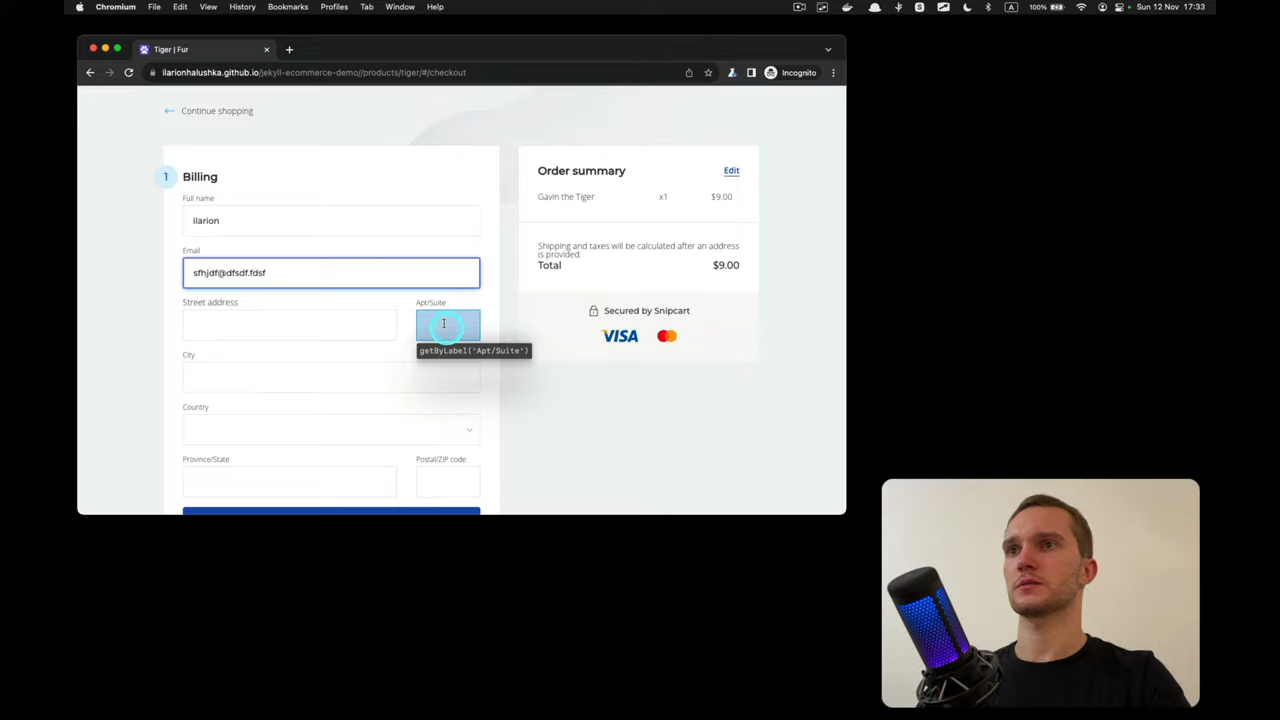 Chromium File Edit View History Bookmarks Profiles Tab Window Help
A 100% Sun 12 Nov 17:33
Tiger | Fur
ilarionhalushka.github.io/jekyll-ecommerce-demo//products/tiger/#/checkout
Incognito
← Continue shopping
1 Billing
Full name
ilarion
Email
sfhjdf@dfsdf.fdsf
Street address Apt/Suite
getByLabel('Apt/Suite')
City
Country
Province/State Postal/ZIP code
Order summary Edit
Gavin the Tiger x1 $9.00
Shipping and taxes will be calculated after an address
is provided.
Total $9.00
Secured by Snipcart
VISA